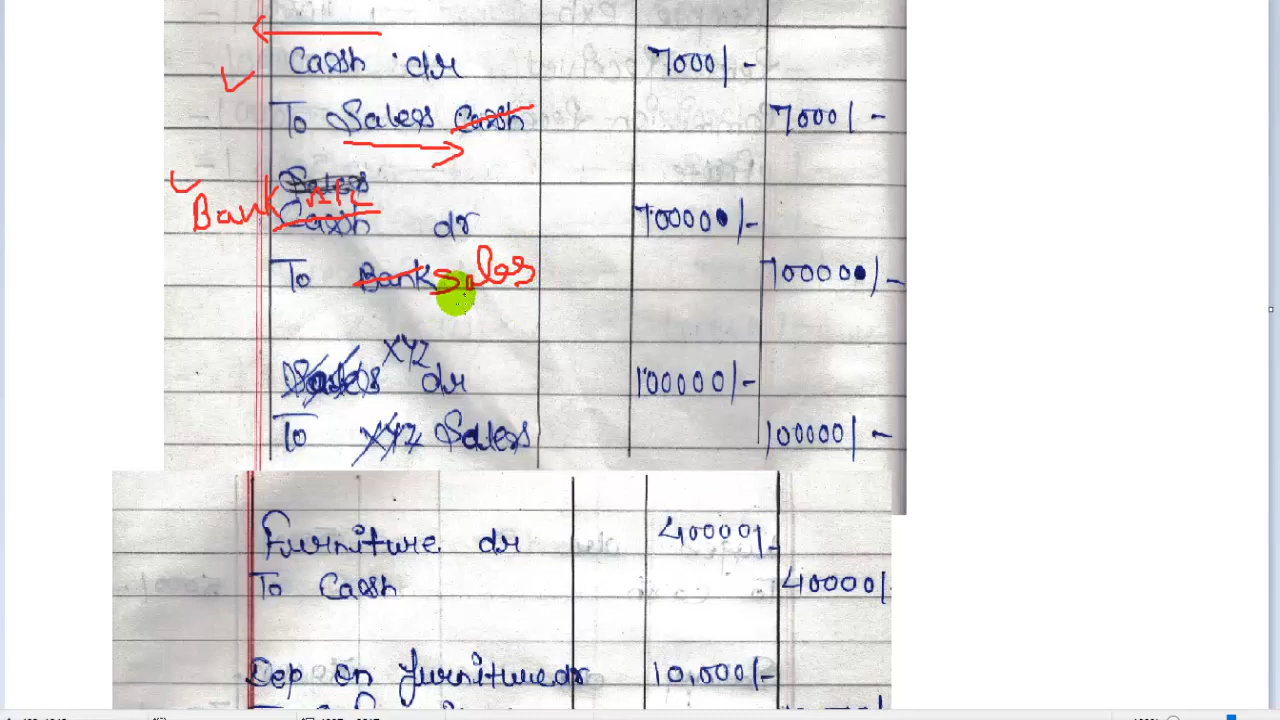 Cash dr 7000/-
To Sales Cash 7000/-
Sales
Bank A/c
Cash dr 700000/-
To Bank Sales 700000/-
XYZ
Sales dr 100000/-
To XYZ Sales 100000/-
Furniture dr 40000/-
To Cash 40000/-
Dep on furniture dr 10,000/-